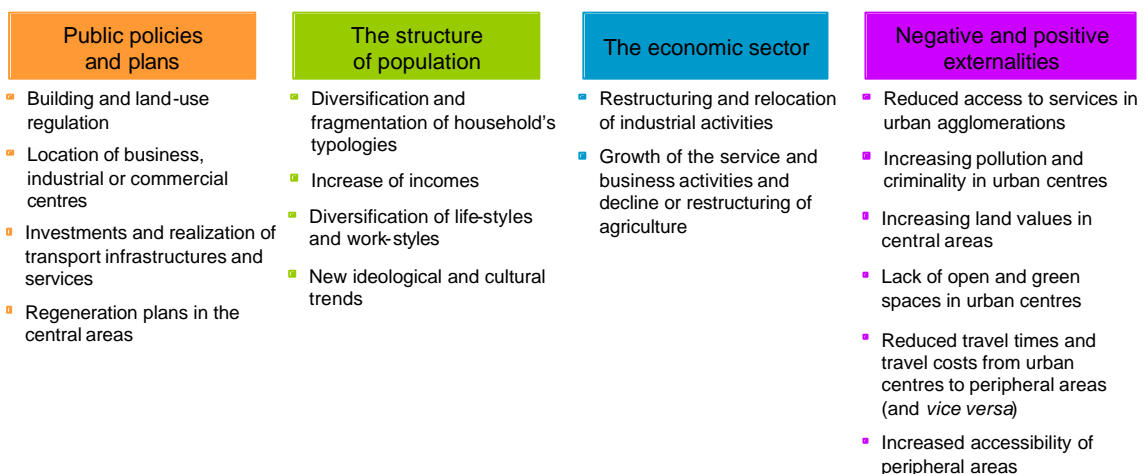 Public policies
and plans
Building and land-use
regulation
Location of business,
industrial or commercial
centres
Investments and realization of
transport infrastructures and
services
Regeneration plans in the
central areas
The structure
of population
Diversification and
fragmentation of household's
typologies
Increase of incomes
Diversification of life-styles
and work-styles
New ideological and cultural
trends
The economic sector
Restructuring and relocation
of industrial activities
Growth of the service and
business activities and
decline or restructuring of
agriculture
Negative and positive
externalities
Reduced access to services in
urban agglomerations
Increasing pollution and
criminality in urban centres
Increasing land values in
central areas
Lack of open and green
spaces in urban centres
Reduced travel times and
travel costs from urban
centres to peripheral areas
(and vice versa)
Increased accessibility of
peripheral areas